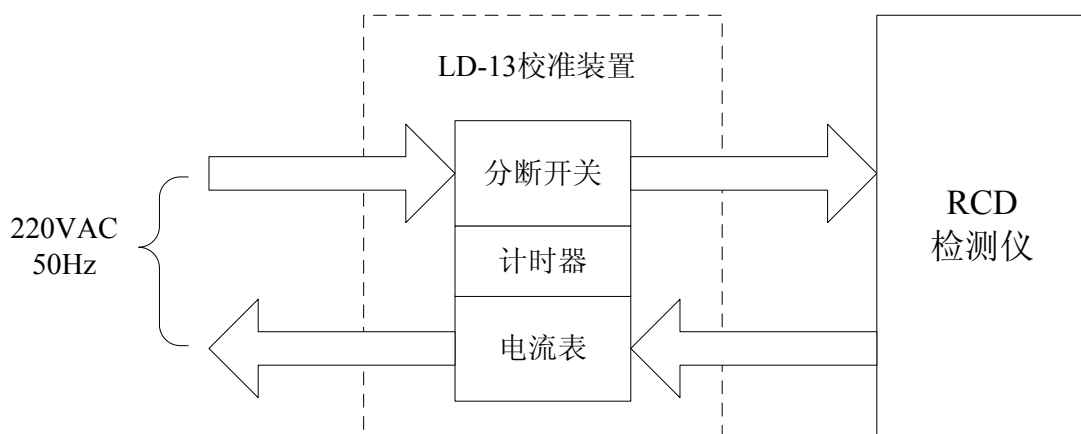 LD-13校准装置
分断开关
220VAC
50Hz
计时器
电流表
RCD
检测仪